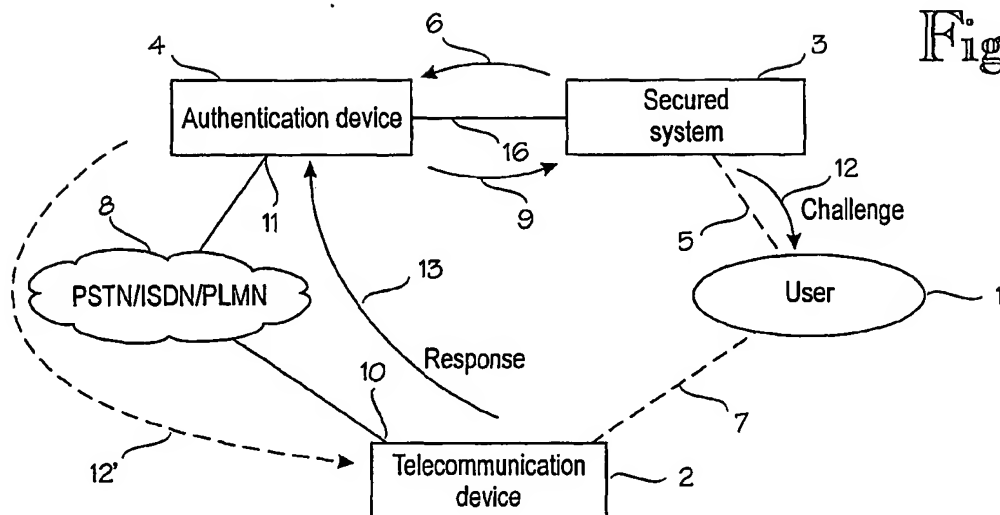 Fig
6
4
3
Authentication device
Secured
system
16
9
11
12
Challenge
5
8
PSTN/ISDN/PLMN
13
User
1
Response
10
7
12'
Telecommunication
device
2